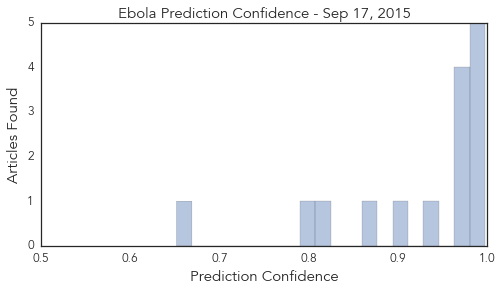 Ebola Prediction Confidence - Sep 17, 2015
Articles Found
5
4
3
2
1
0
0.5 0.6 0.7 0.8 0.9 1.0
Prediction Confidence